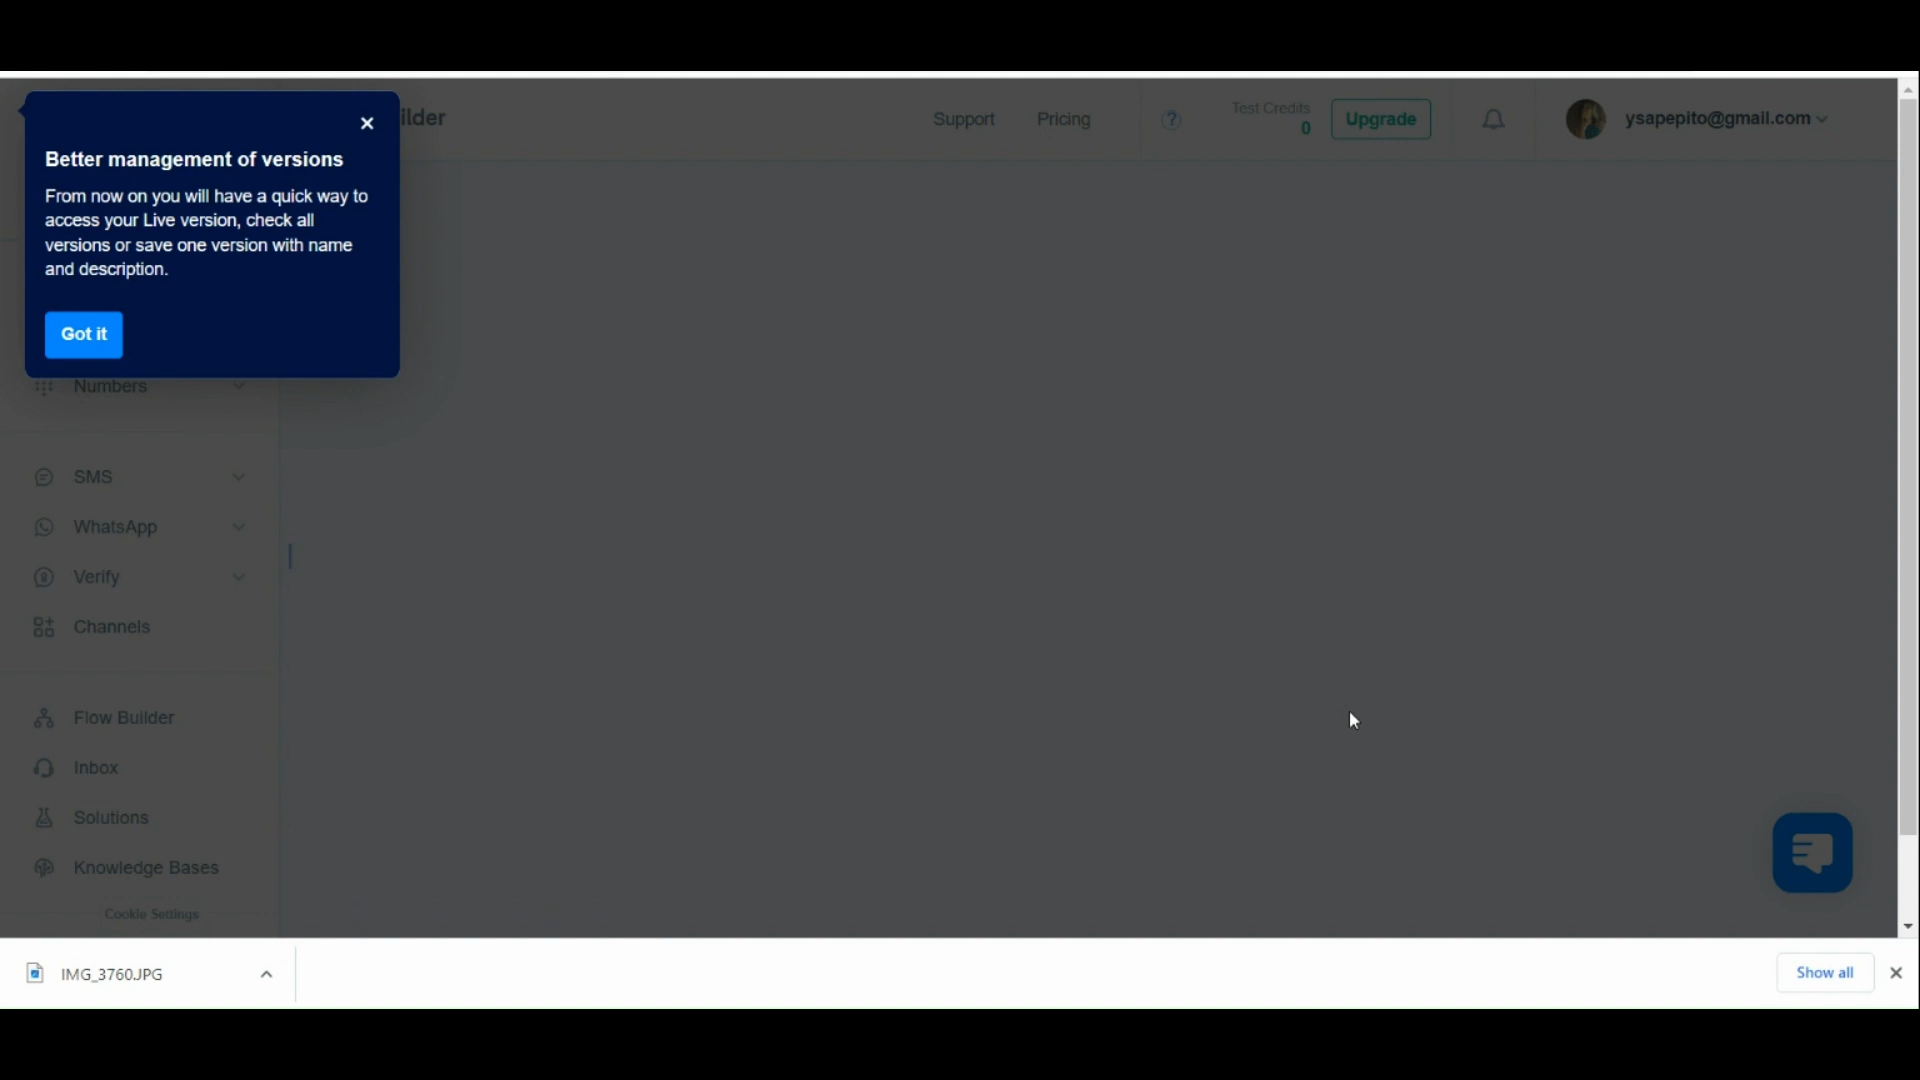 ilder
Support
Pricing
?
Test Credits
0
Upgrade
ysapepito@gmail.com
Better management of versions
From now on you will have a quick way to
access your Live version, check all
versions or save one version with name
and description.
Got it
Numbers
SMS
WhatsApp
Verify
Channels
Flow Builder
Inbox
Solutions
Knowledge Bases
Cookie Settings
IMG_3760.JPG
Show all